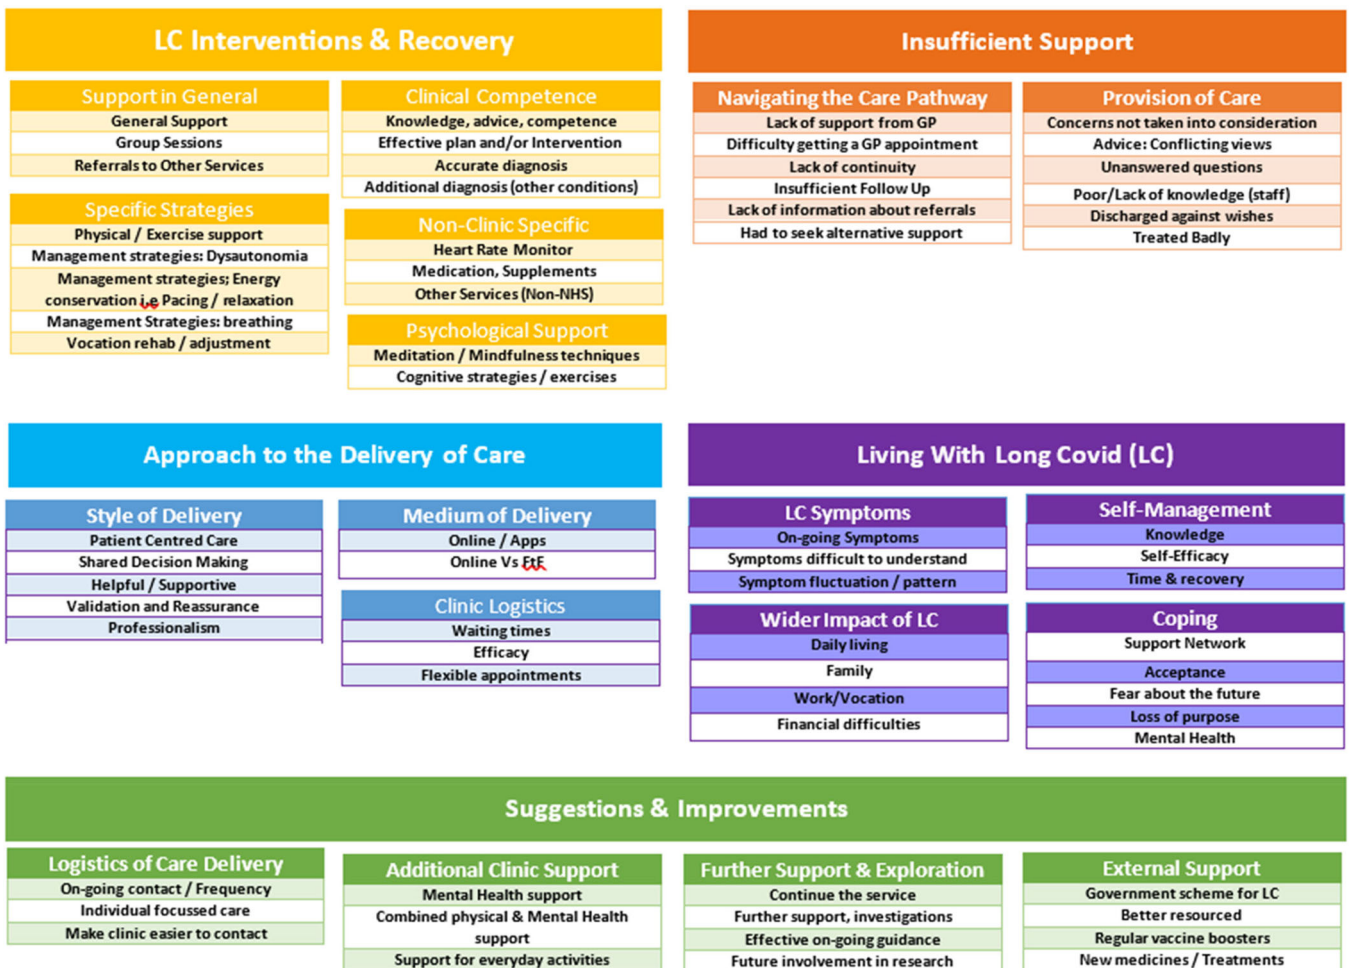 LC Interventions & Recovery
Support in General
General Support
Group Sessions
Referrals to Other Services
Specific Strategies
Physical / Exercise support
Management strategies: Dysautonomia
Management strategies; Energy
conservation i.e Pacing / relaxation
Management Strategies: breathing
Vocation rehab / adjustment
Clinical Competence
Knowledge, advice, competence
Effective plan and/or Intervention
Accurate diagnosis
Additional diagnosis (other conditions)
Non-Clinic Specific
Heart Rate Monitor
Medication, Supplements
Other Services (Non-NHS)
Psychological Support
Meditation / Mindfulness techniques
Cognitive strategies / exercises
Insufficient Support
Navigating the Care Pathway
Lack of support from GP
Difficulty getting a GP appointment
Lack of continuity
Insufficient Follow Up
Lack of information about referrals
Had to seek alternative support
Provision of Care
Concerns not taken into consideration
Advice: Conflicting views
Unanswered questions
Poor/Lack of knowledge (staff)
Discharged against wishes
Treated Badly
Approach to the Delivery of Care
Style of Delivery
Patient Centred Care
Shared Decision Making
Helpful / Supportive
Validation and Reassurance
Professionalism
Medium of Delivery
Online / Apps
Online Vs FtF
Clinic Logistics
Waiting times
Efficacy
Flexible appointments
Living With Long Covid (LC)
LC Symptoms
On-going Symptoms
Symptoms difficult to understand
Symptom fluctuation / pattern
Wider Impact of LC
Daily living
Family
Work/Vocation
Financial difficulties
Self-Management
Knowledge
Self-Efficacy
Time & recovery
Coping
Support Network
Acceptance
Fear about the future
Loss of purpose
Mental Health
Suggestions & Improvements
Logistics of Care Delivery
On-going contact / Frequency
Individual focussed care
Make clinic easier to contact
Additional Clinic Support
Mental Health support
Combined physical & Mental Health
support
Support for everyday activities
Further Support & Exploration
Continue the service
Further support, investigations
Effective on-going guidance
Future involvement in research
External Support
Government scheme for LC
Better resourced
Regular vaccine boosters
New medicines / Treatments